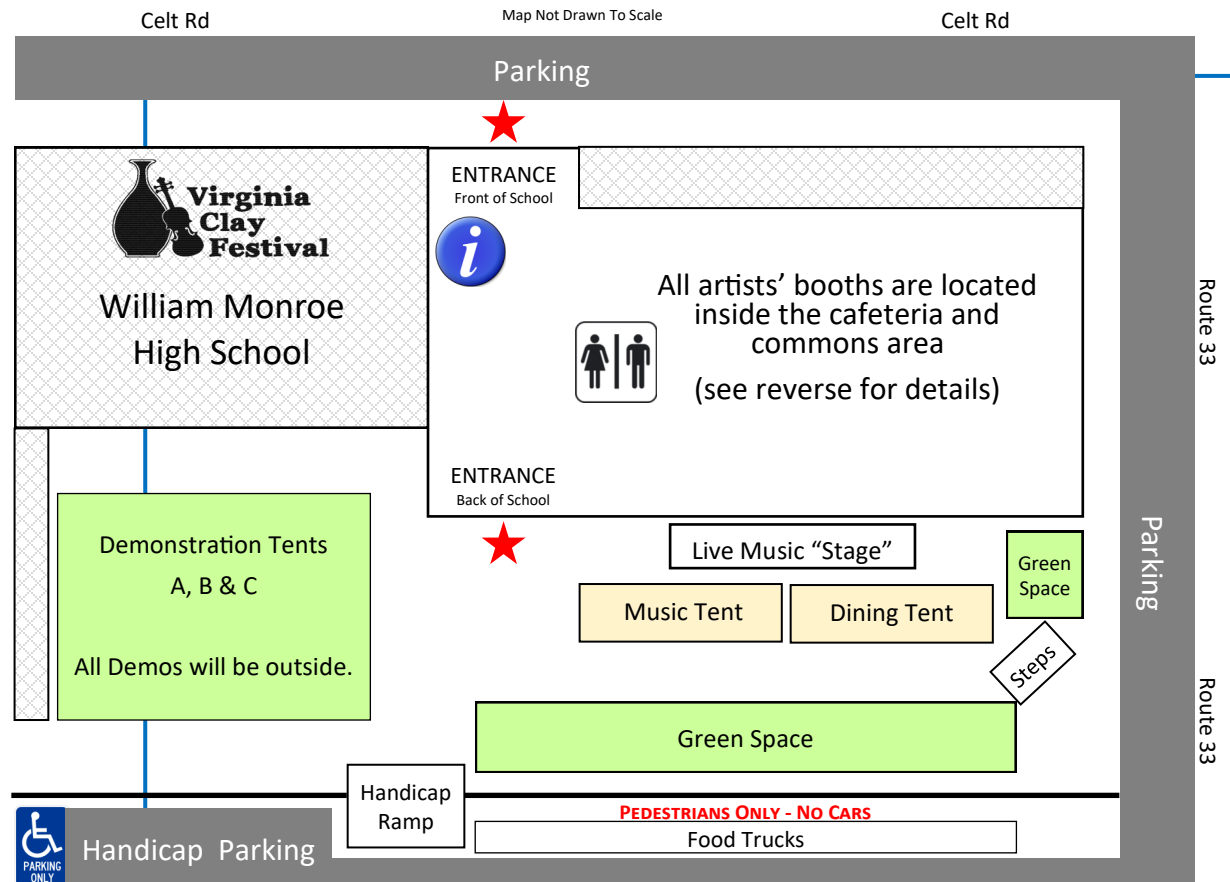 Map Not Drawn To Scale
Celt Rd
Celt Rd
Parking
Virginia
Clay
Festival
William Monroe
High School
ENTRANCE
Front of School
i
All artists’ booths are located
inside the cafeteria and
commons area
(see reverse for details)
Route 33
ENTRANCE
Back of School
Demonstration Tents
A, B & C
All Demos will be outside.
Live Music “Stage”
Music Tent
Dining Tent
Green
Space
Steps
Parking
Route 33
Green Space
Handicap
Ramp
PEDESTRIANS ONLY - NO CARS
Food Trucks
PARKING
ONLY
Handicap Parking